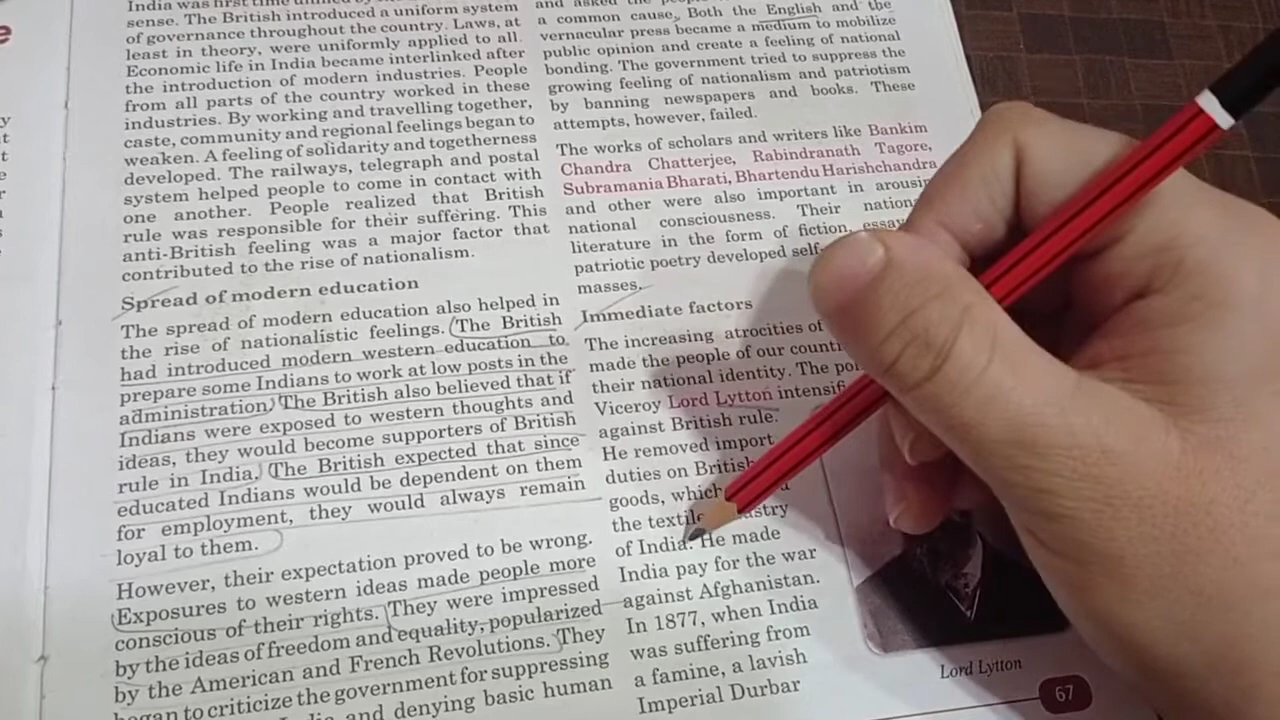 India was first time
sense. The British introduced a uniform system
of governance throughout the country. Laws, at
least in theory, were uniformly applied to all.
Economic life in India became interlinked after
the introduction of modern industries. People
from all parts of the country worked in these
industries. By working and travelling together,
caste, community and regional feelings began to
weaken. A feeling of solidarity and togetherness
developed. The railways, telegraph and postal
system helped people to come in contact with
one another. People realized that British
rule was responsible for their suffering. This
anti-British feeling was a major factor that
contributed to the rise of nationalism.
Spread of modern education
The spread of modern education also helped in
the rise of nationalistic feelings. The British
had introduced modern western education to
prepare some Indians to work at low posts in the
administration. The British also believed that if
Indians were exposed to western thoughts and
ideas, they would become supporters of British
rule in India. The British expected that since
educated Indians would be dependent on them
for employment, they would always remain
loyal to them.
However, their expectation proved to be wrong.
Exposures to western ideas made people more
conscious of their rights. They were impressed
by the ideas of freedom and equality, popularized
by the American and French Revolutions. They
began to criticize the government for suppressing
and denying basic human
and asked the
a common cause. Both the English and the
vernacular press became a medium to mobilize
public opinion and create a feeling of national
bonding. The government tried to suppress the
growing feeling of nationalism and patriotism
by banning newspapers and books. These
attempts, however, failed.
The works of scholars and writers like Bankim
Chandra Chatterjee, Rabindranath Tagore,
Subramania Bharati, Bhartendu Harishchandra
and other were also important in
national consciousness. Their
literature in the form of fiction,
patriotic poetry developed
masses.
Immediate factors
The increasing atrocities of
made the people of our
their national identity. The
Viceroy Lord Lytton
against British rule.
He removed import
duties on British
goods, which
the textile
of India. He made
India pay for the war
against Afghanistan.
In 1877, when India
was suffering from
a famine, a lavish
Imperial Durbar
Lord Lytton
67